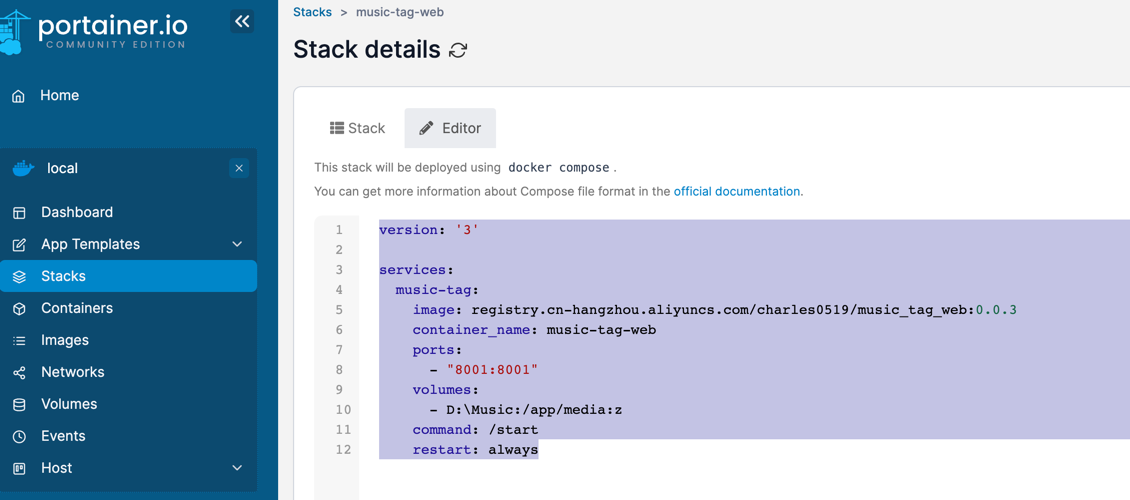 portainer.io
COMMUNITY EDITION
Home
local
Dashboard
App Templates
Stacks
Containers
Images
Networks
Volumes
Events
Host
Stacks > music-tag-web
Stack details
Stack Editor
This stack will be deployed using docker compose .
You can get more information about Compose file format in the official documentation.
1 version: '3'
2
3 services:
4 music-tag:
5 image: registry.cn-hangzhou.aliyuncs.com/charles0519/music_tag_web:0.0.3
6 container_name: music-tag-web
7 ports:
8 - "8001:8001"
9 volumes:
10 - D:\Music:/app/media:z
11 command: /start
12 restart: always